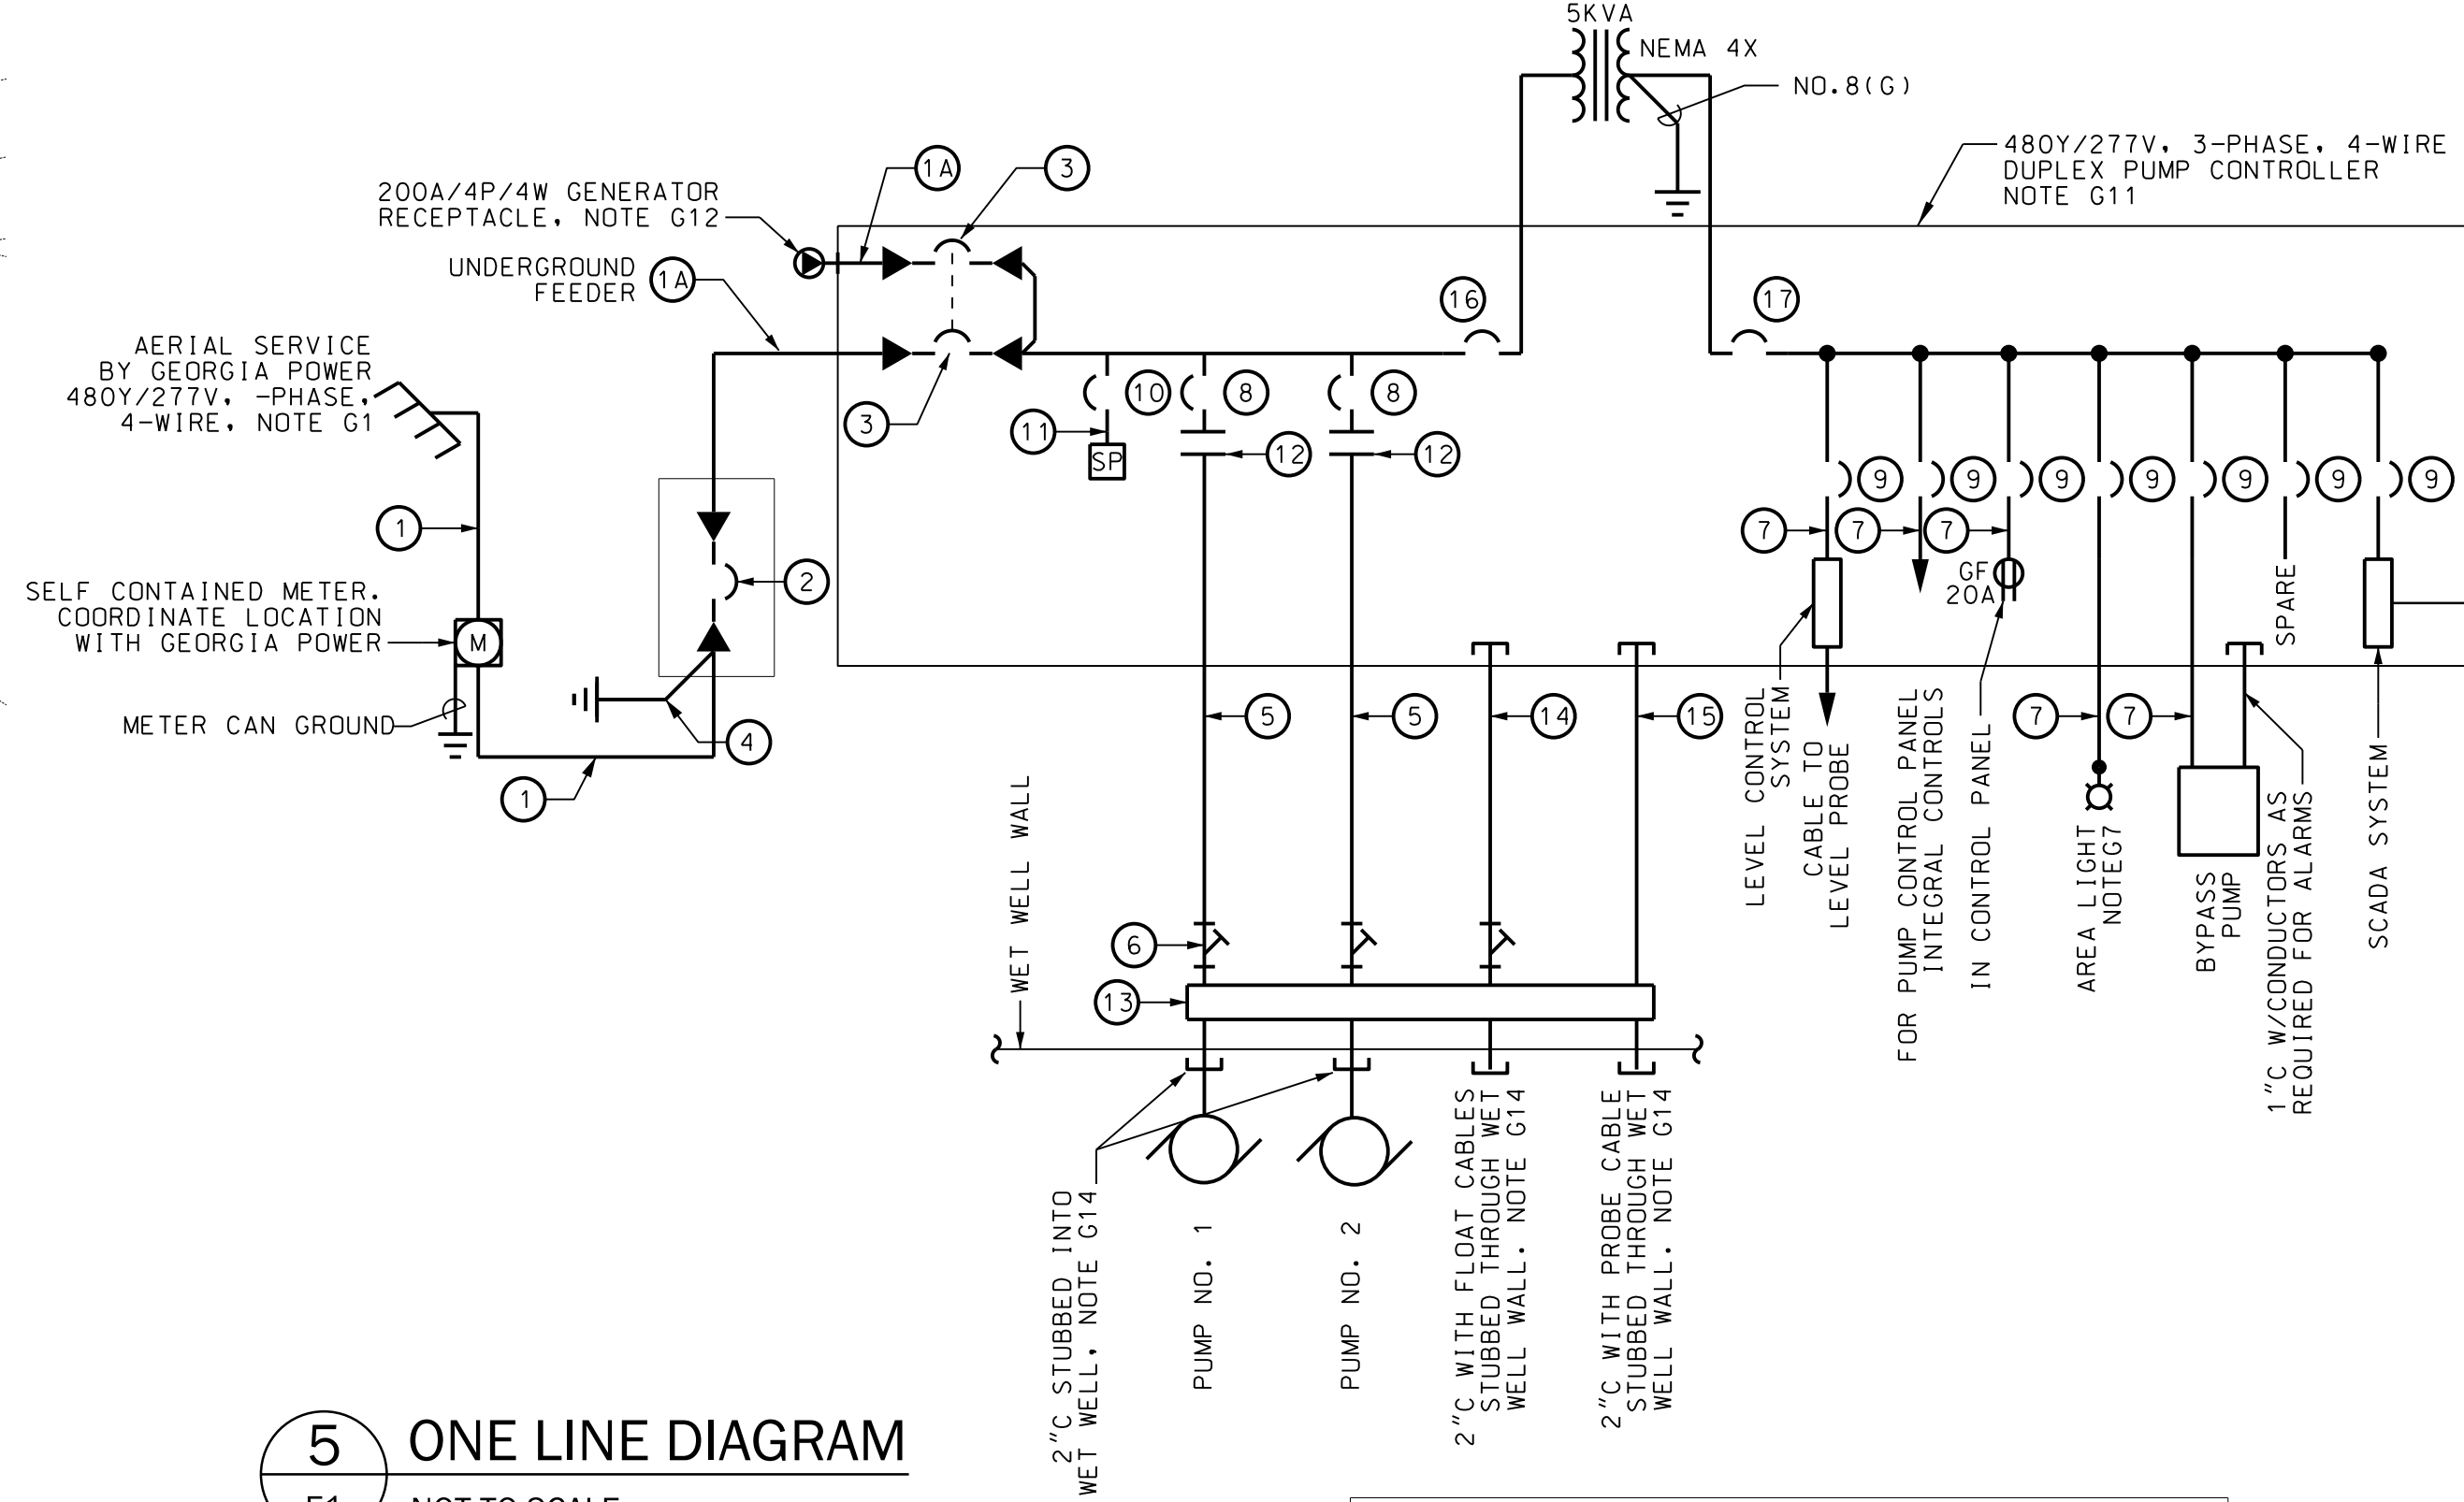 5KVA
NEMA 4X
NO.8(G)
480Y/277V, 3-PHASE, 4-WIRE
DUPLEX PUMP CONTROLLER
NOTE G11
200A/4P/4W GENERATOR
RECEPTACLE, NOTE G12
1A
3
UNDERGROUND
FEEDER
1A
16
17
AERIAL SERVICE
BY GEORGIA POWER
480Y/277V, -PHASE,
4-WIRE, NOTE G1
3
10
8
8
11
SP
12
12
9
9
9
9
9
9
9
7
7
7
1
2
GF
20A
SPARE
SELF CONTAINED METER.
COORDINATE LOCATION
WITH GEORGIA POWER
M
METER CAN GROUND
4
1
5
5
14
15
7
7
LEVEL CONTROL
SYSTEM
CABLE TO
LEVEL PROBE
FOR PUMP CONTROL PANEL
INTEGRAL CONTROLS
IN CONTROL PANEL
AREA LIGHT
NOTEG7
BYPASS
PUMP
1"C W/CONDUCTORS AS
REQUIRED FOR ALARMS
SCADA SYSTEM
WET WELL WALL
6
13
2"C STUBBED INTO
WET WELL, NOTE G14
PUMP NO. 1
PUMP NO. 2
2"C WITH FLOAT CABLES
STUBBED THROUGH WET
WELL WALL. NOTE G14
2"C WITH PROBE CABLE
STUBBED THROUGH WET
WELL WALL. NOTE G14
5
ONE LINE DIAGRAM
NOT TO SCALE